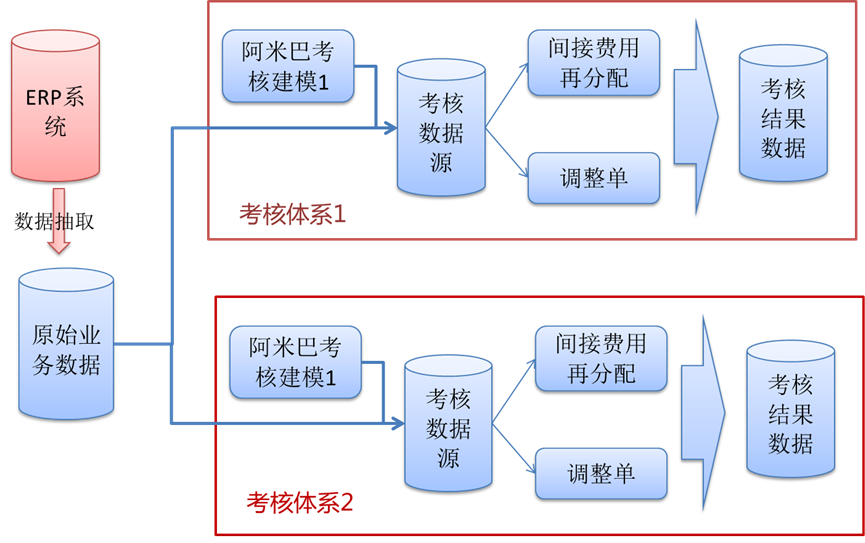 ERP系
统
数据抽取
原始业
务数据
阿米巴考
核建模1
考核
数据
源
间接费用
再分配
调整单
考核
结果
数据
考核体系1
阿米巴考
核建模1
考核
数据
源
间接费用
再分配
调整单
考核
结果
数据
考核体系2